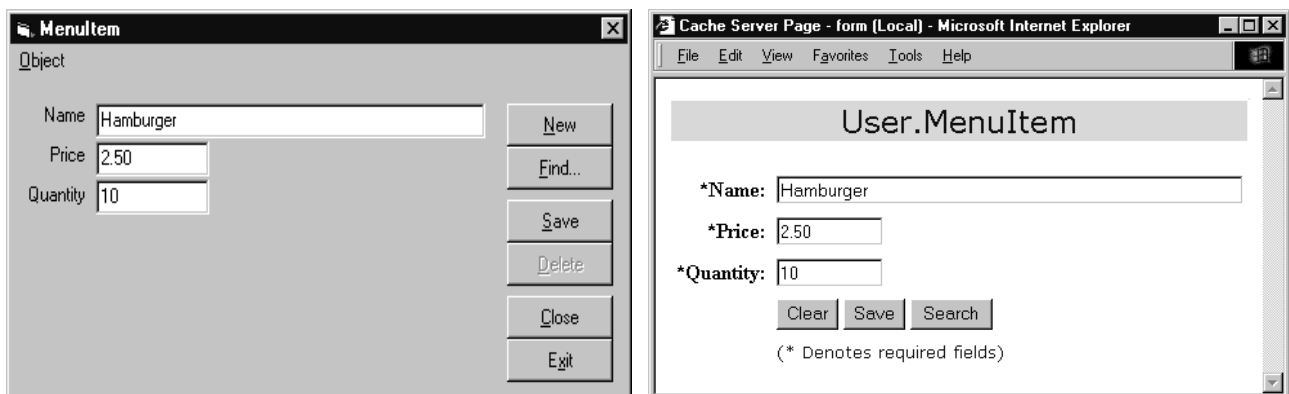 MenuItem
Object
Name Hamburger
Price 2.50
Quantity 10
New
Find...
Save
Delete
Close
Exit
Cache Server Page - form (Local) - Microsoft Internet Explorer
File Edit View Favorites Tools Help
User.MenuItem
*Name: Hamburger
*Price: 2.50
*Quantity: 10
Clear Save Search
(* Denotes required fields)